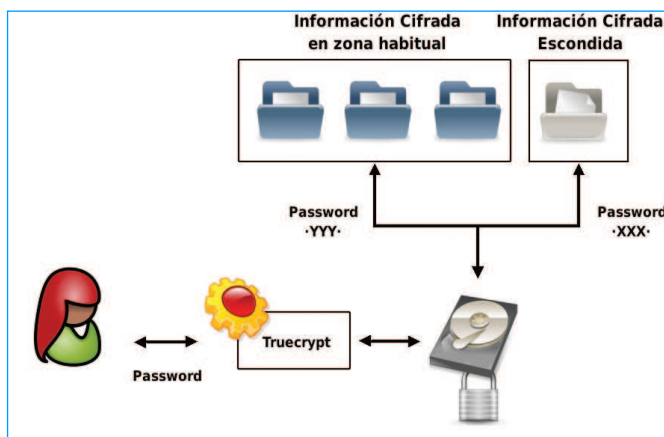 Información Cifrada
en zona habitual
Información Cifrada
Escondida
Password
·YYY·
Password
·XXX·
Truecrypt
Password